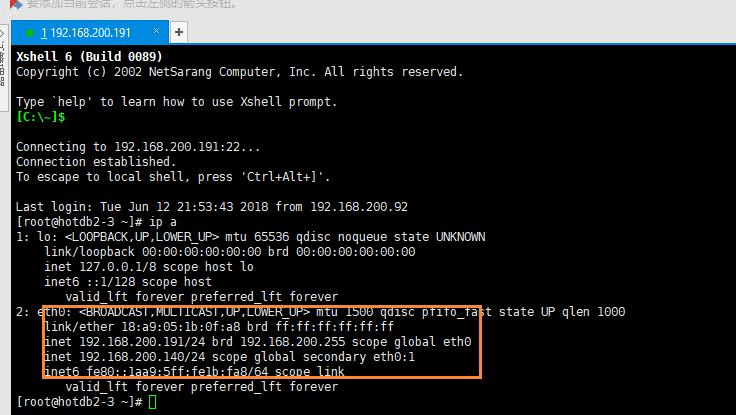 要添加当前会话，点击左侧的箭头按钮。
1 192.168.200.191 × +
Xshell 6 (Build 0089)
Copyright (c) 2002 NetSarang Computer, Inc. All rights reserved.
Type `help' to learn how to use Xshell prompt.
[C:\~]$
Connecting to 192.168.200.191:22...
Connection established.
To escape to local shell, press 'Ctrl+Alt+]'.
Last login: Tue Jun 12 21:53:43 2018 from 192.168.200.92
[root@hotdb2-3 ~]# ip a
1: lo: <LOOPBACK,UP,LOWER_UP> mtu 65536 qdisc noqueue state UNKNOWN
link/loopback 00:00:00:00:00:00 brd 00:00:00:00:00:00
inet 127.0.0.1/8 scope host lo
inet6 ::1/128 scope host
valid_lft forever preferred_lft forever
2: eth0: <BROADCAST,MULTICAST,UP,LOWER_UP> mtu 1500 qdisc pfifo_fast state UP qlen 1000
link/ether 18:a9:05:1b:0f:a8 brd ff:ff:ff:ff:ff:ff
inet 192.168.200.191/24 brd 192.168.200.255 scope global eth0
inet 192.168.200.140/24 scope global secondary eth0:1
inet6 fe80::1aa9:5ff:fe1b:fa8/64 scope link
valid_lft forever preferred_lft forever
[root@hotdb2-3 ~]#